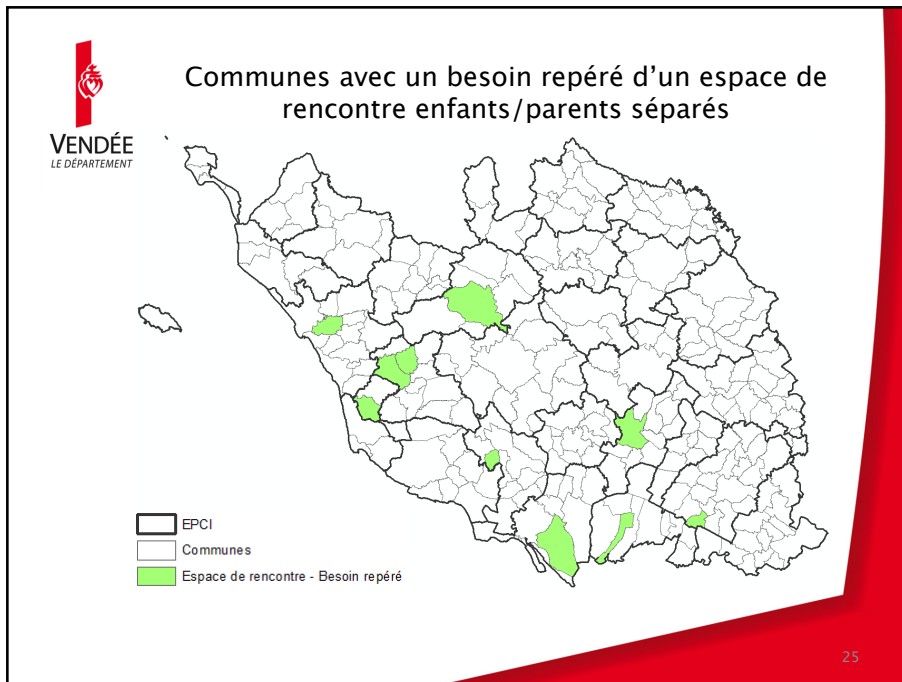 Communes avec un besoin repéré d’un espace de
rencontre enfants/parents séparés
VENDÉE
LE DÉPARTEMENT
EPCI
Communes
Espace de rencontre - Besoin repéré
25